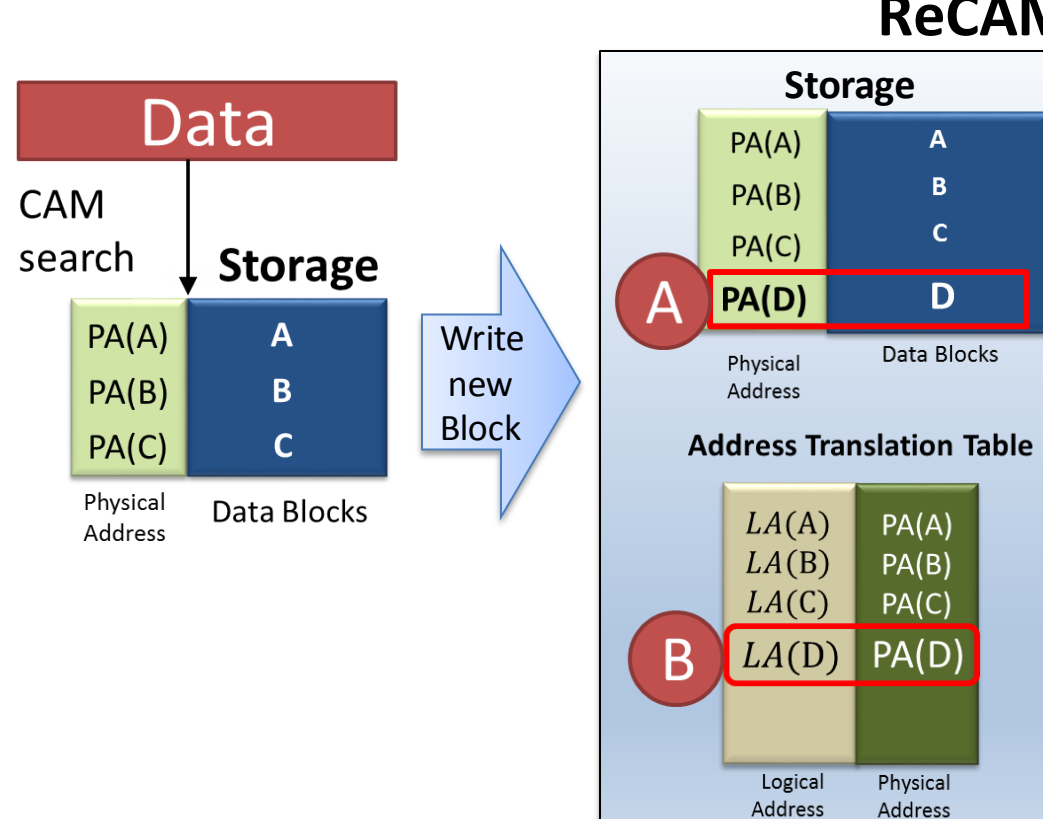 ReCAM
Data
CAM
search
Storage
PA(A) A
PA(B) B
PA(C) C
Physical
Address
Data Blocks
Write
new
Block
Storage
PA(A) A
PA(B) B
PA(C) C
A
PA(D) D
Physical
Address
Data Blocks
Address Translation Table
LA(A) PA(A)
LA(B) PA(B)
LA(C) PA(C)
B
LA(D) PA(D)
Logical
Address
Physical
Address